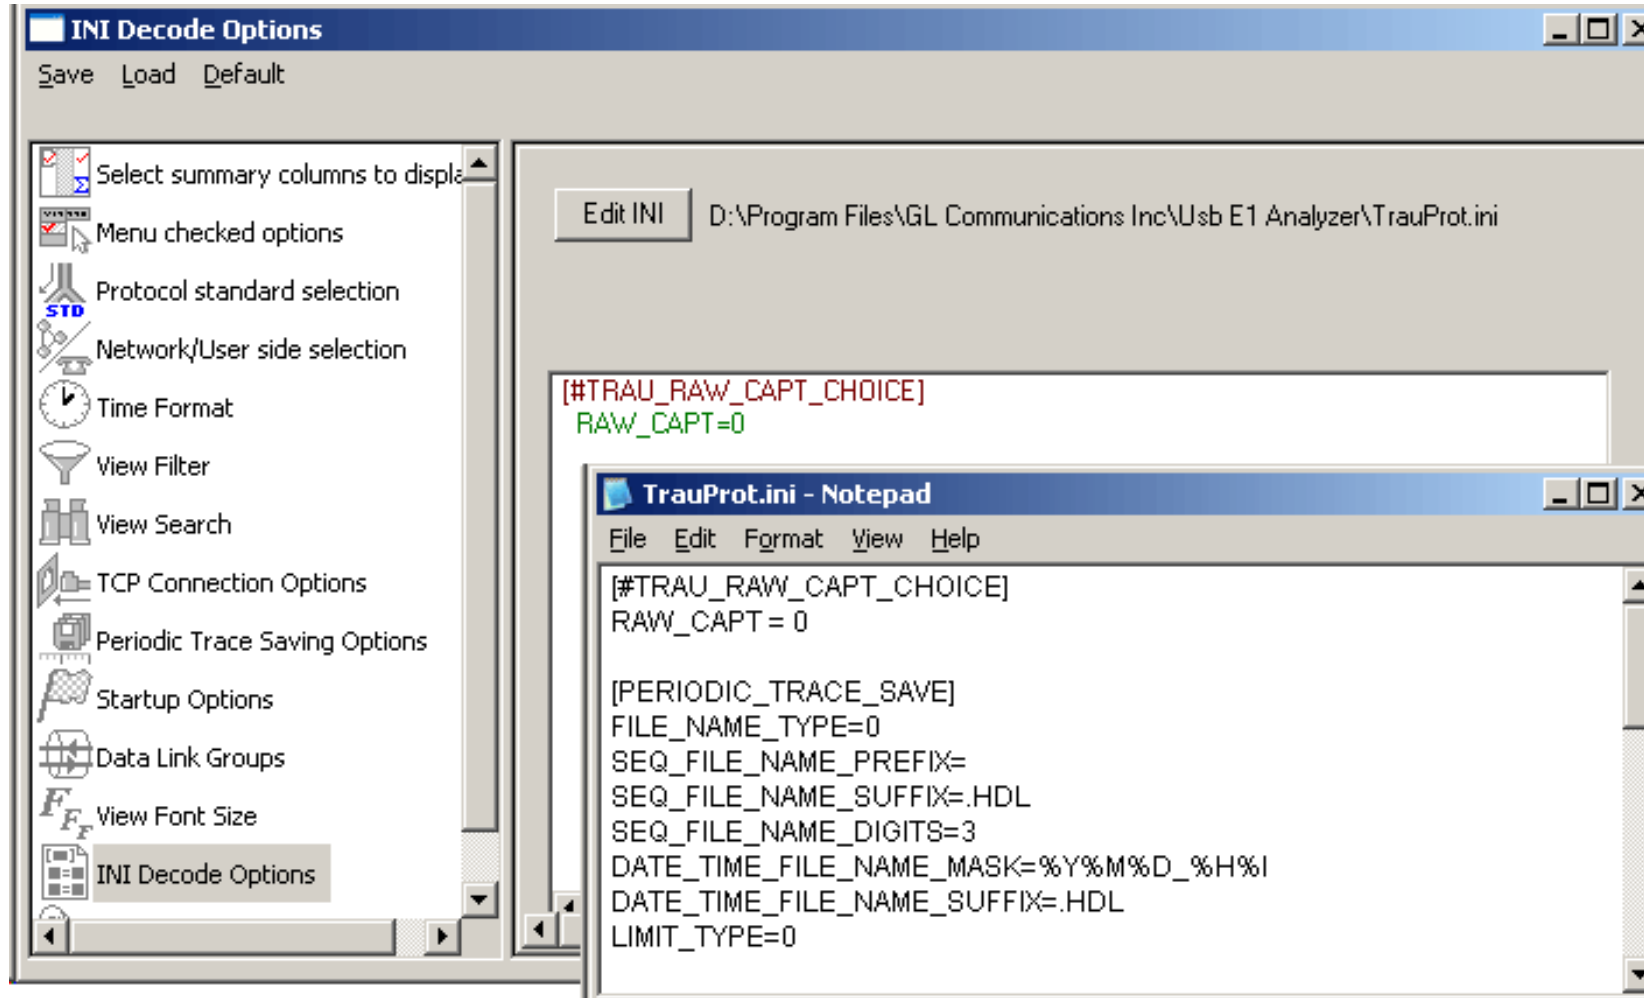 INI Decode Options
Save Load Default
Select summary columns to displa
Menu checked options
Protocol standard selection
STD
Network/User side selection
Time Format
View Filter
View Search
TCP Connection Options
Periodic Trace Saving Options
Startup Options
Data Link Groups
View Font Size
INI Decode Options
Edit INI D:\Program Files\GL Communications Inc\Usb E1 Analyzer\TrauProt.ini
[#TRAU_RAW_CAPT_CHOICE]
RAW_CAPT=0
TrauProt.ini - Notepad
File Edit Format View Help
[#TRAU_RAW_CAPT_CHOICE]
RAW_CAPT = 0
[PERIODIC_TRACE_SAVE]
FILE_NAME_TYPE=0
SEQ_FILE_NAME_PREFIX=
SEQ_FILE_NAME_SUFFIX=.HDL
SEQ_FILE_NAME_DIGITS=3
DATE_TIME_FILE_NAME_MASK=%Y%M%D_%H%I
DATE_TIME_FILE_NAME_SUFFIX=.HDL
LIMIT_TYPE=0